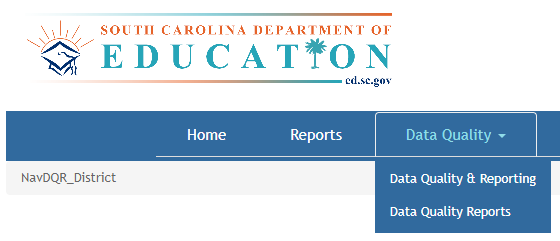 SOUTH CAROLINA DEPARTMENT OF
EDUCATION
ed.sc.gov
Home Reports Data Quality
NavDQR_District
Data Quality & Reporting
Data Quality Reports